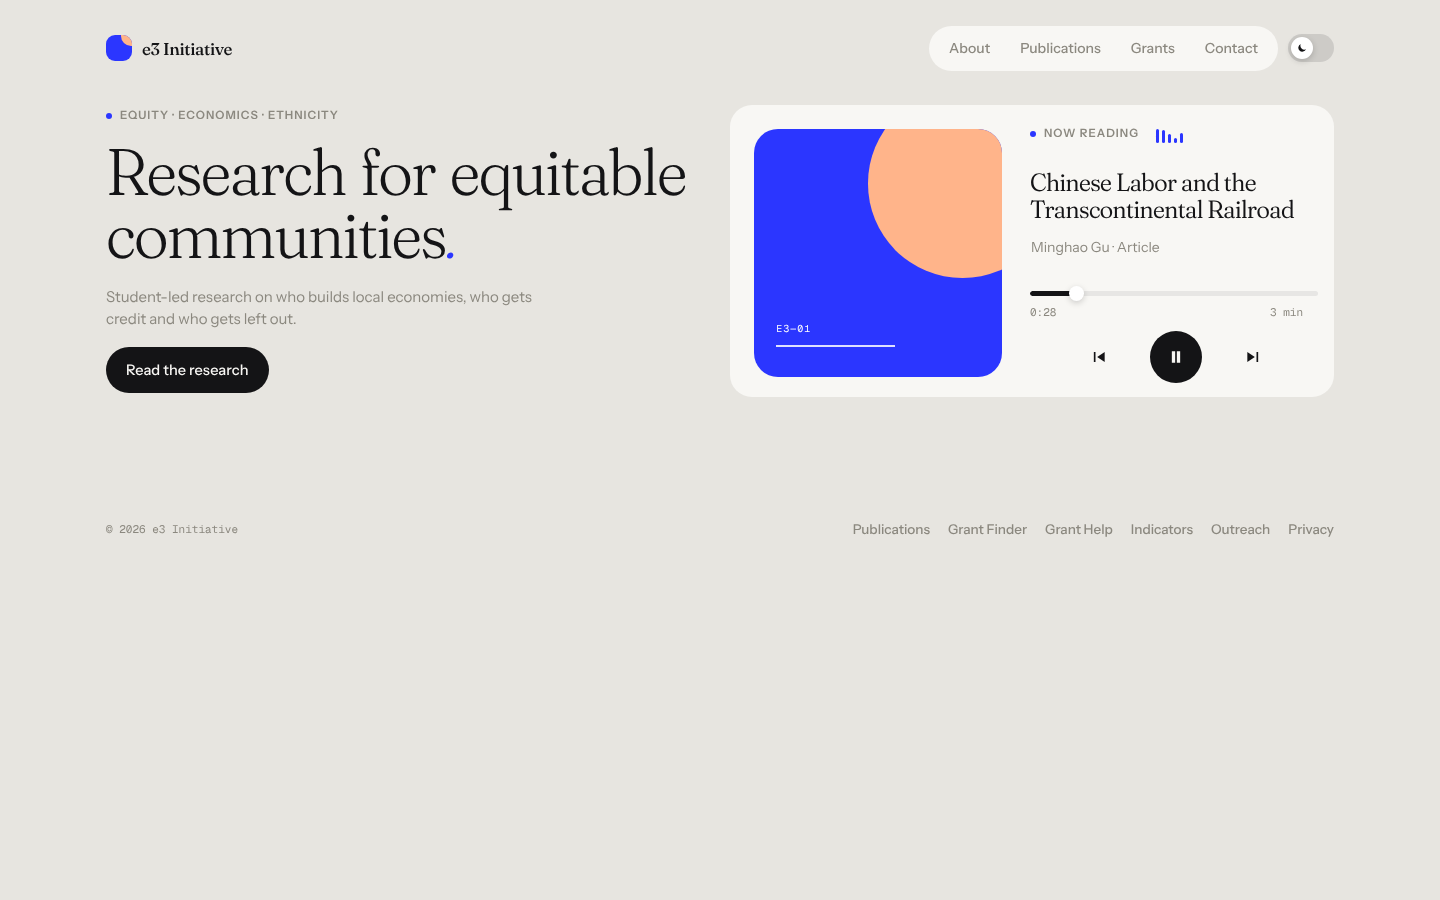 e3 Initiative
About
Publications
Grants
Contact
EQUITY · ECONOMICS · ETHNICITY
Research for equitable
communities.
Student-led research on who builds local economies, who gets
credit and who gets left out.
Read the research
E3—01
NOW READING
Chinese Labor and the
Transcontinental Railroad
Minghao Gu · Article
0:28
3 min
© 2026 e3 Initiative
Publications
Grant Finder
Grant Help
Indicators
Outreach
Privacy